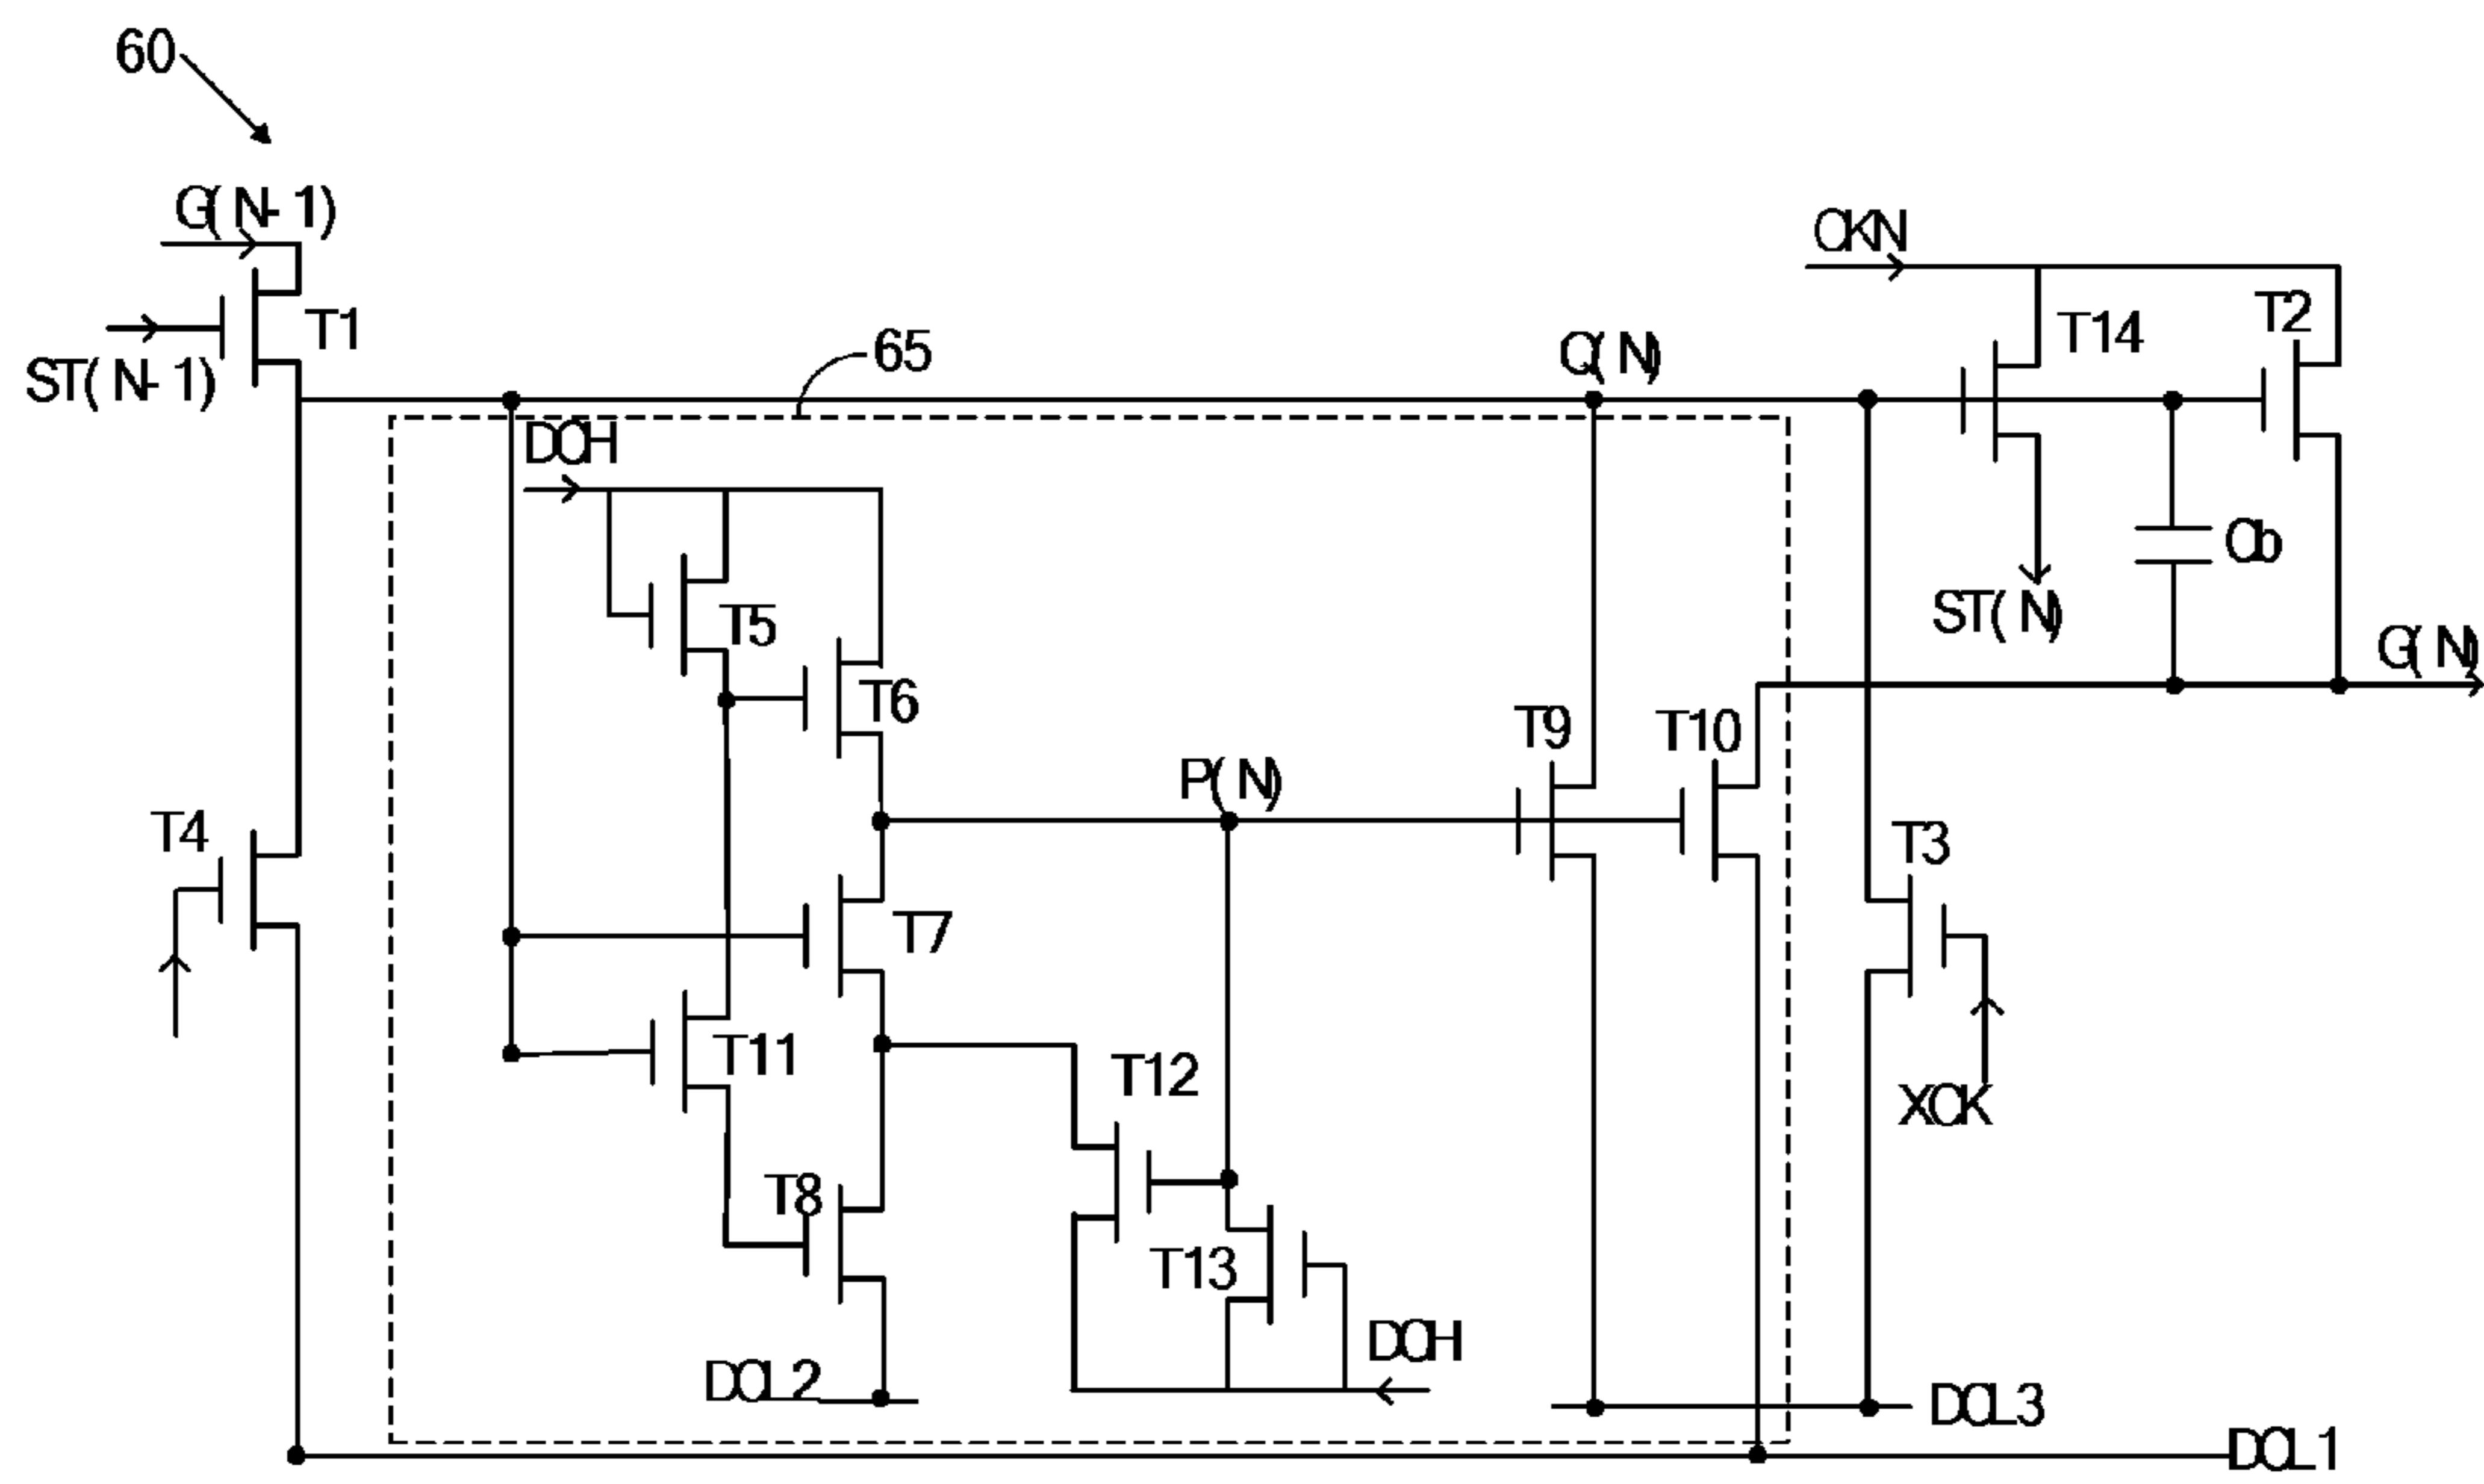 60
G(N-1)
CKN
T1
T14
T2
ST(N-1)
65
Q(N)
DCH
Cb
T5
ST(N)
G(N)
T6
T9
T10
P(N)
T4
T3
T7
T11
T12
XCK
T8
T13
DCH
DCL2
DCL3
DCL1